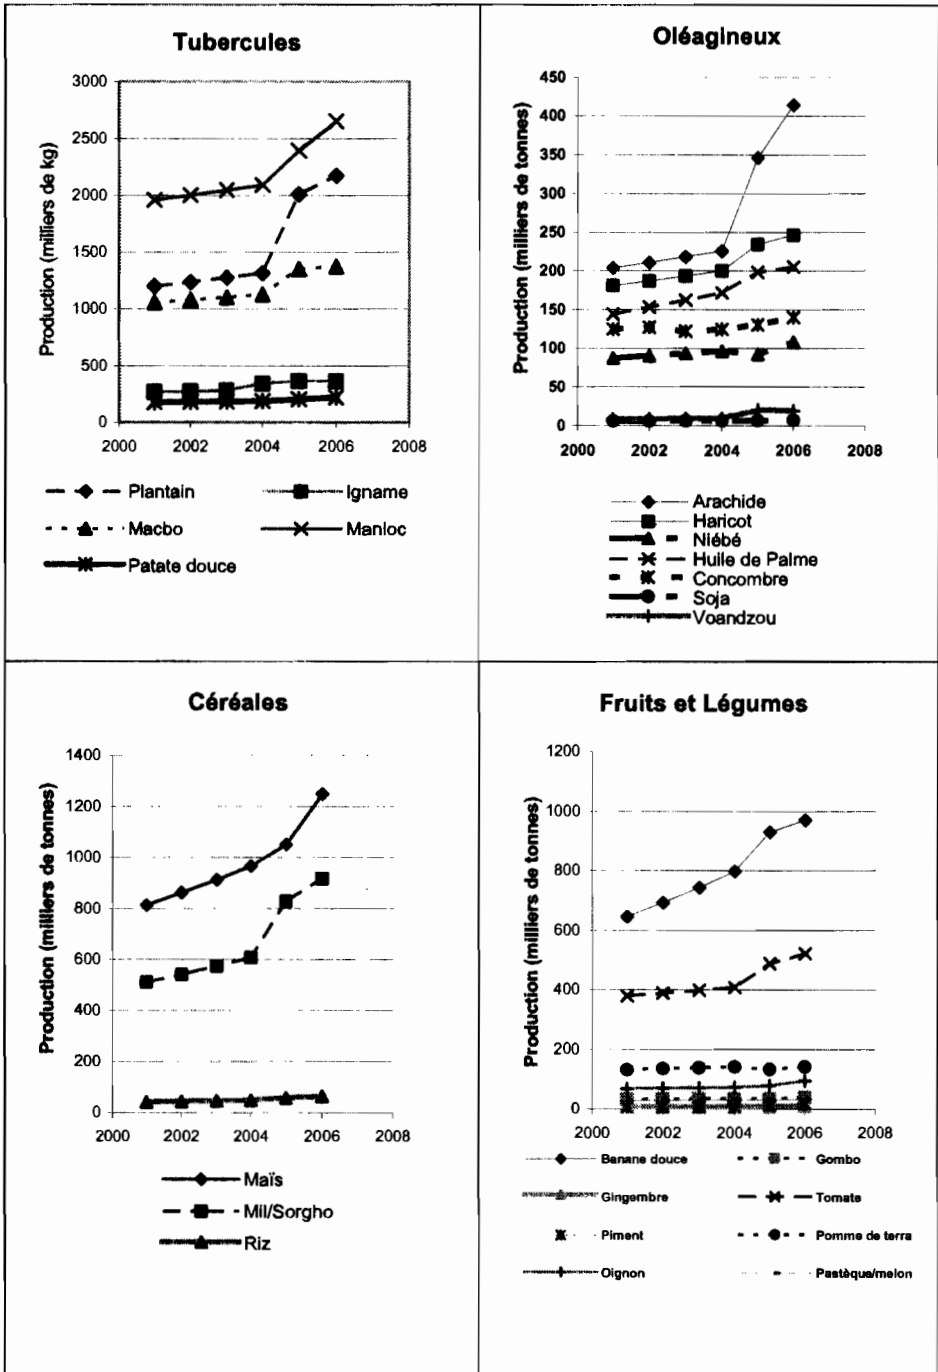 Tubercules
Production (milliers de kg)
3000
2500
2000
1500
1000
500
0
2000 2002 2004 2006 2008
Plantain Igname
Macbo Manloc
Patate douce
Oléagineux
Production (milliers de tonnes)
450
400
350
300
250
200
150
100
50
0
2000 2002 2004 2006 2008
Arachide
Haricot
Niébé
Huile de Palme
Concombre
Soja
Voandzou
Céréales
Production (milliers de tonnes)
1400
1200
1000
800
600
400
200
0
2000 2002 2004 2006 2008
Maïs
Mil/Sorgho
Riz
Fruits et Légumes
Production (milliers de tonnes)
1200
1000
800
600
400
200
0
2000 2002 2004 2006 2008
Banane douce Gombo
Gingembre Tomate
Piment Pomme de terra
Oignon Pastèque/melon